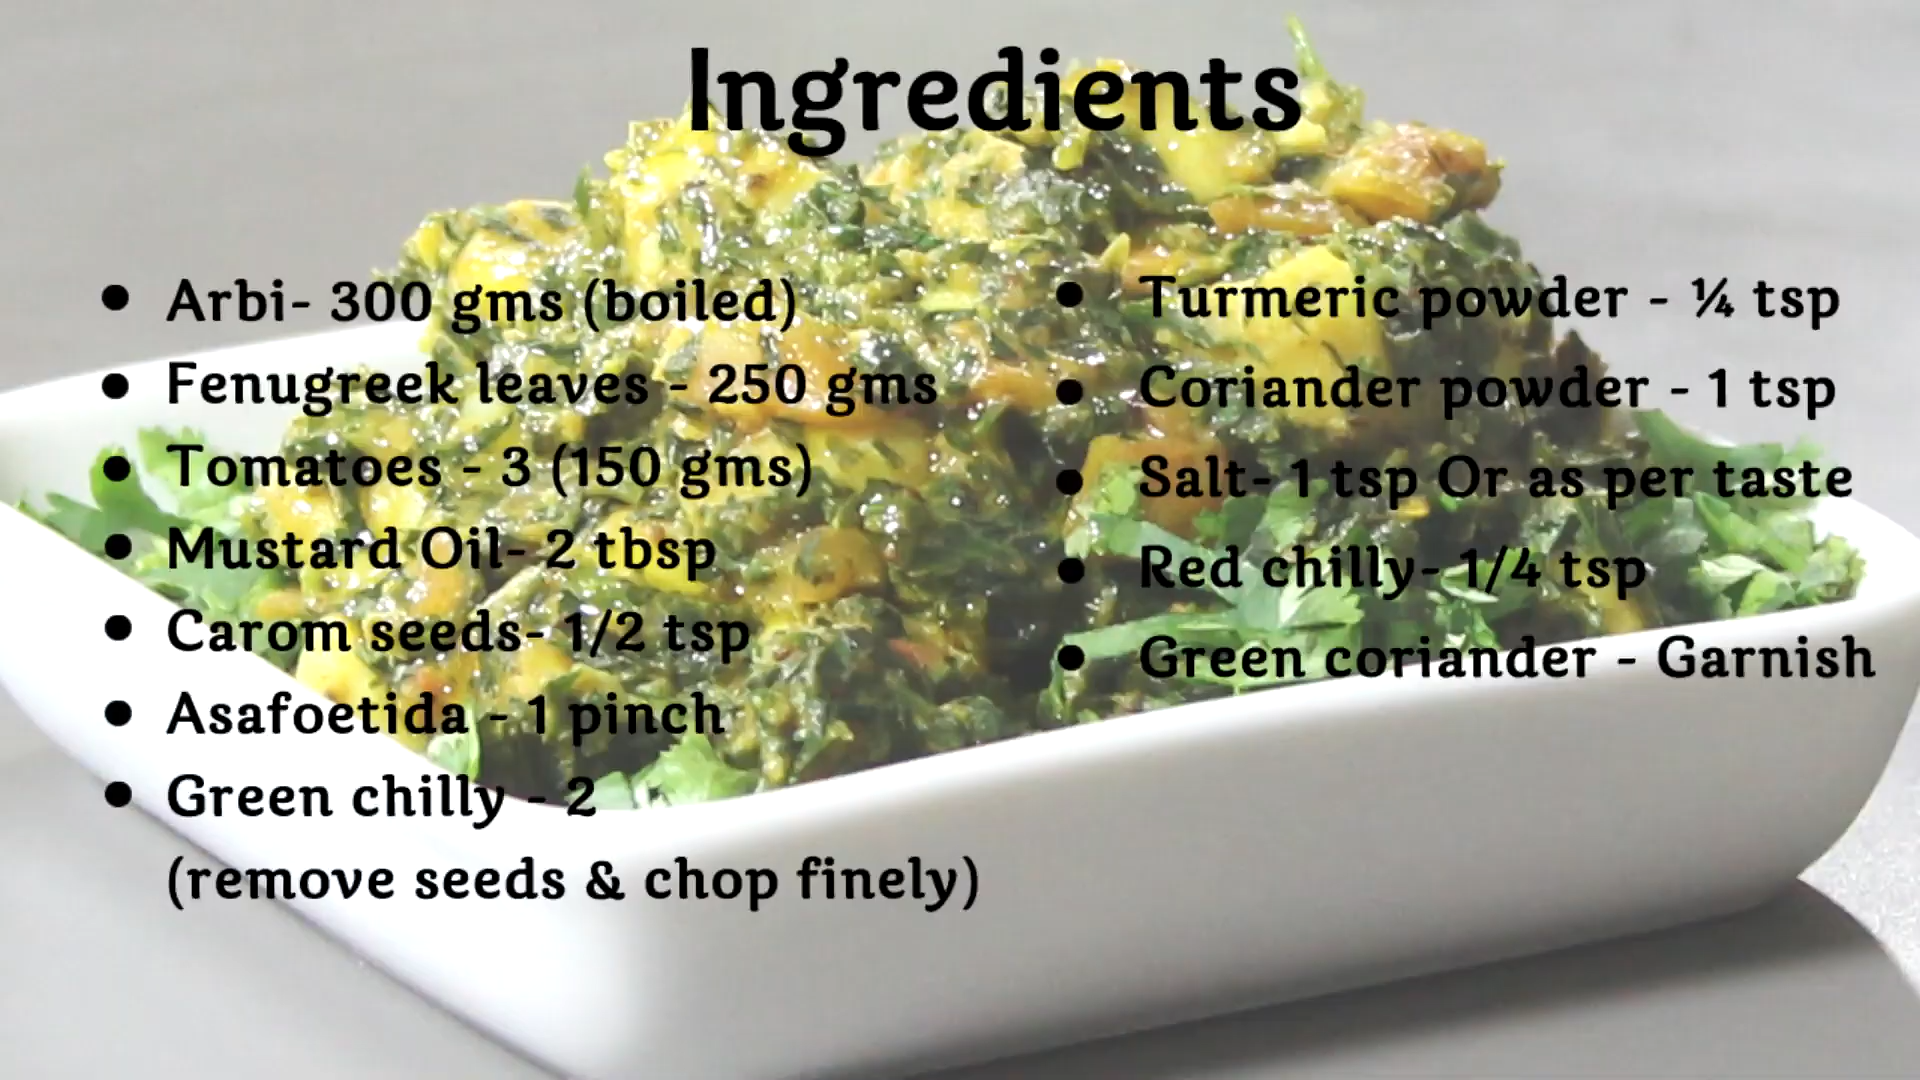 Ingredients
• Arbi- 300 gms (boiled)
• Fenugreek leaves - 250 gms
• Tomatoes - 3 (150 gms)
• Mustard Oil- 2 tbsp
• Carom seeds- 1/2 tsp
• Asafoetida - 1 pinch
• Green chilly - 2
(remove seeds & chop finely)
• Turmeric powder - ¼ tsp
• Coriander powder - 1 tsp
• Salt- 1 tsp Or as per taste
• Red chilly- 1/4 tsp
• Green coriander - Garnish